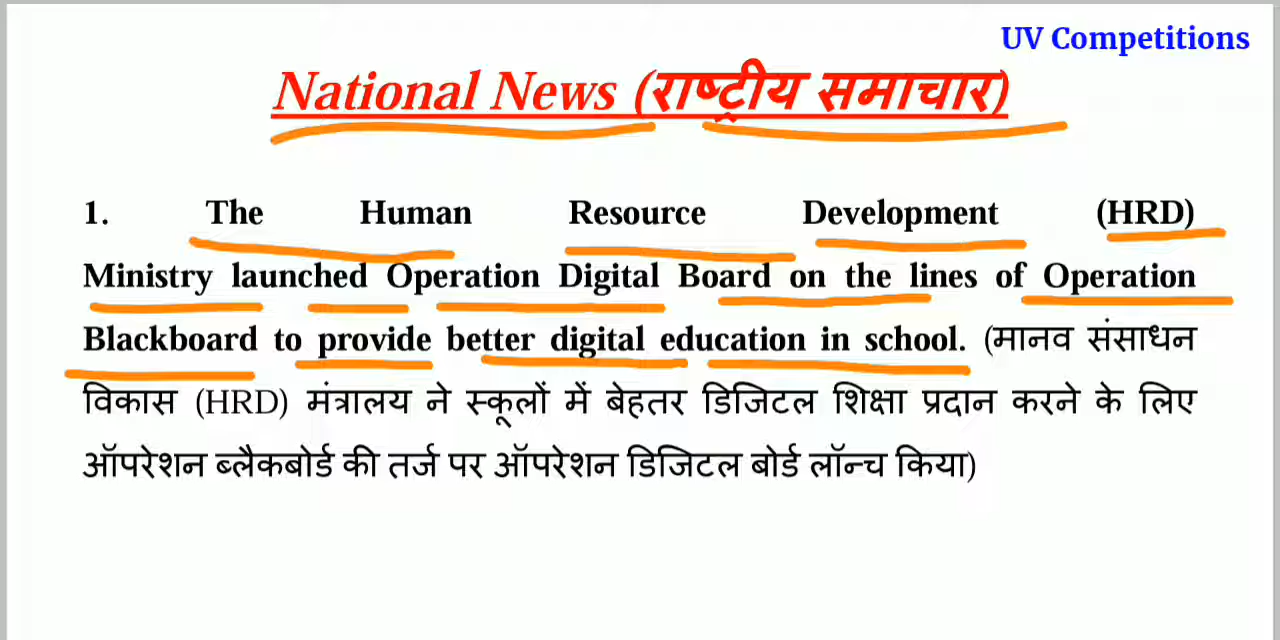 UV Competitions
National News (राष्ट्रीय समाचार)
1. The Human Resource Development (HRD)
Ministry launched Operation Digital Board on the lines of Operation
Blackboard to provide better digital education in school. (मानव संसाधन
विकास (HRD) मंत्रालय ने स्कूलों में बेहतर डिजिटल शिक्षा प्रदान करने के लिए
ऑपरेशन ब्लैकबोर्ड की तर्ज पर ऑपरेशन डिजिटल बोर्ड लॉन्च किया)